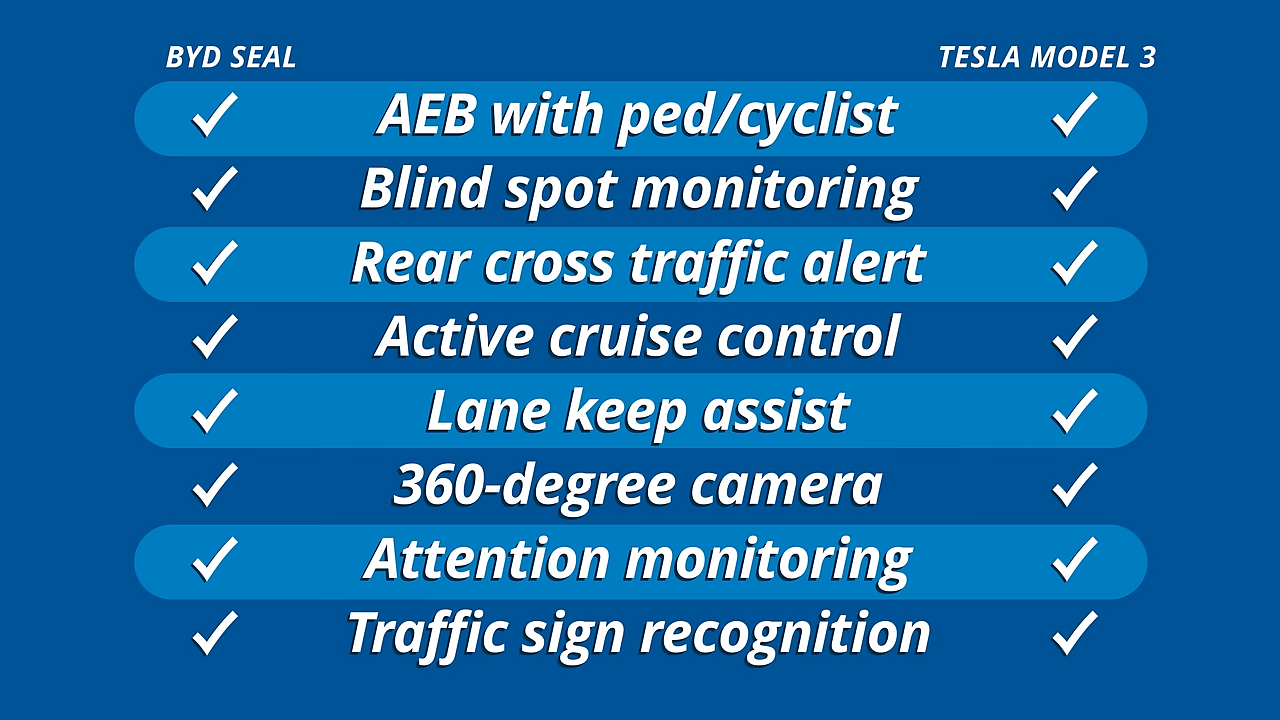 BYD SEAL TESLA MODEL 3
AEB with ped/cyclist
Blind spot monitoring
Rear cross traffic alert
Active cruise control
Lane keep assist
360-degree camera
Attention monitoring
Traffic sign recognition